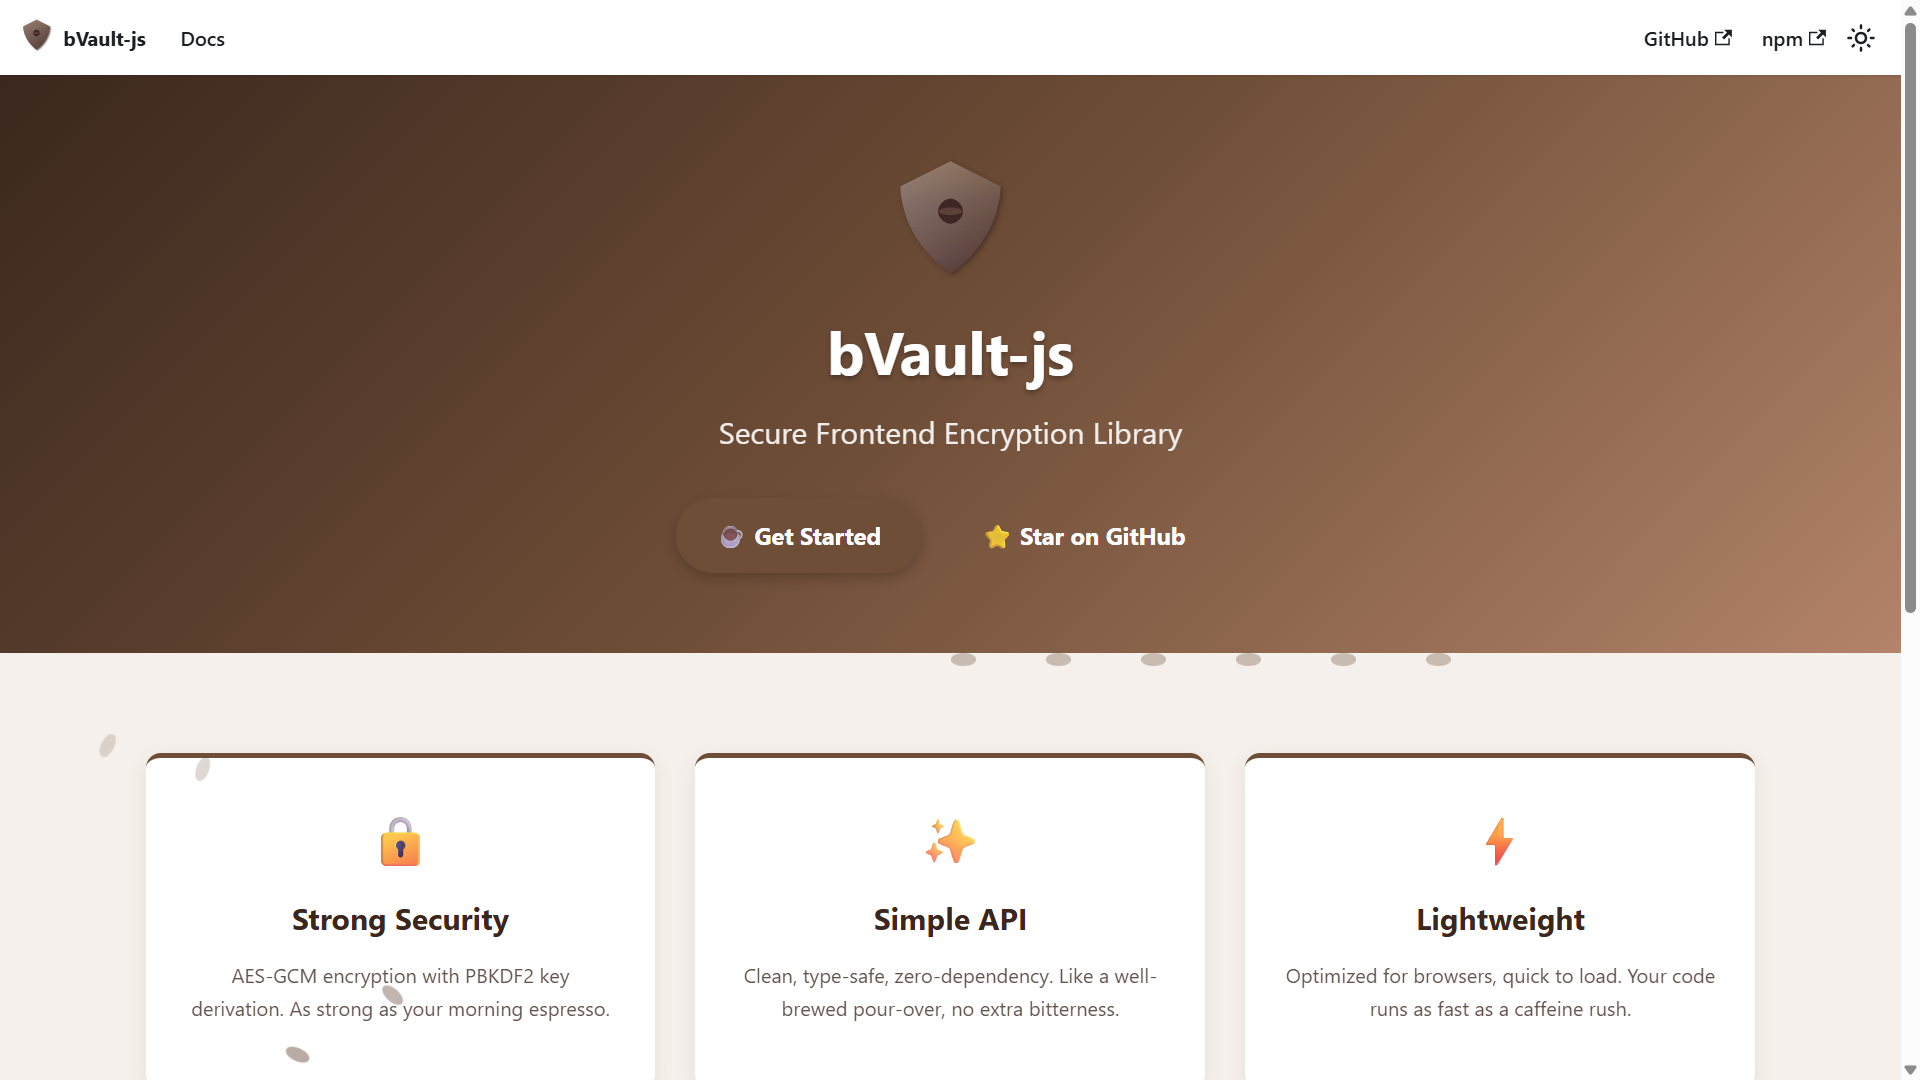 bVault-js
Docs
GitHub
npm
bVault-js
Secure Frontend Encryption Library
Get Started
Star on GitHub
Strong Security
AES-GCM encryption with PBKDF2 key
derivation. As strong as your morning espresso.
Simple API
Clean, type-safe, zero-dependency. Like a well-
brewed pour-over, no extra bitterness.
Lightweight
Optimized for browsers, quick to load. Your code
runs as fast as a caffeine rush.